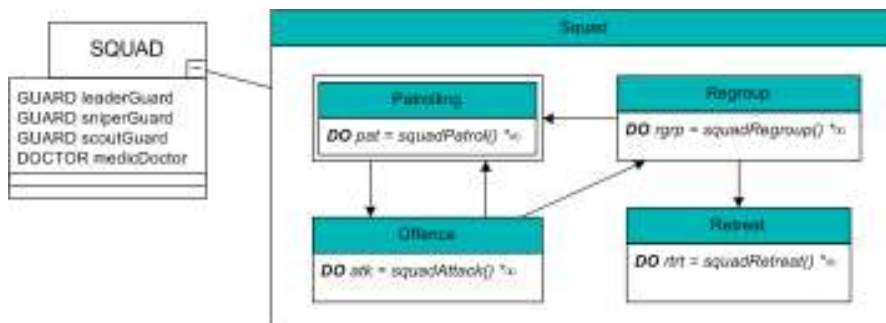 SQUAD
GUARD leaderGuard
GUARD sniperGuard
GUARD scoutGuard
DOCTOR medicDoctor
Squad
Patrolling
DO pat = squadPatrol() *∞
Regroup
DO rgrp = squadRegroup() *∞
Offence
DO atk = squadAttack() *∞
Retreat
DO rtrt = squadRetreat() *∞